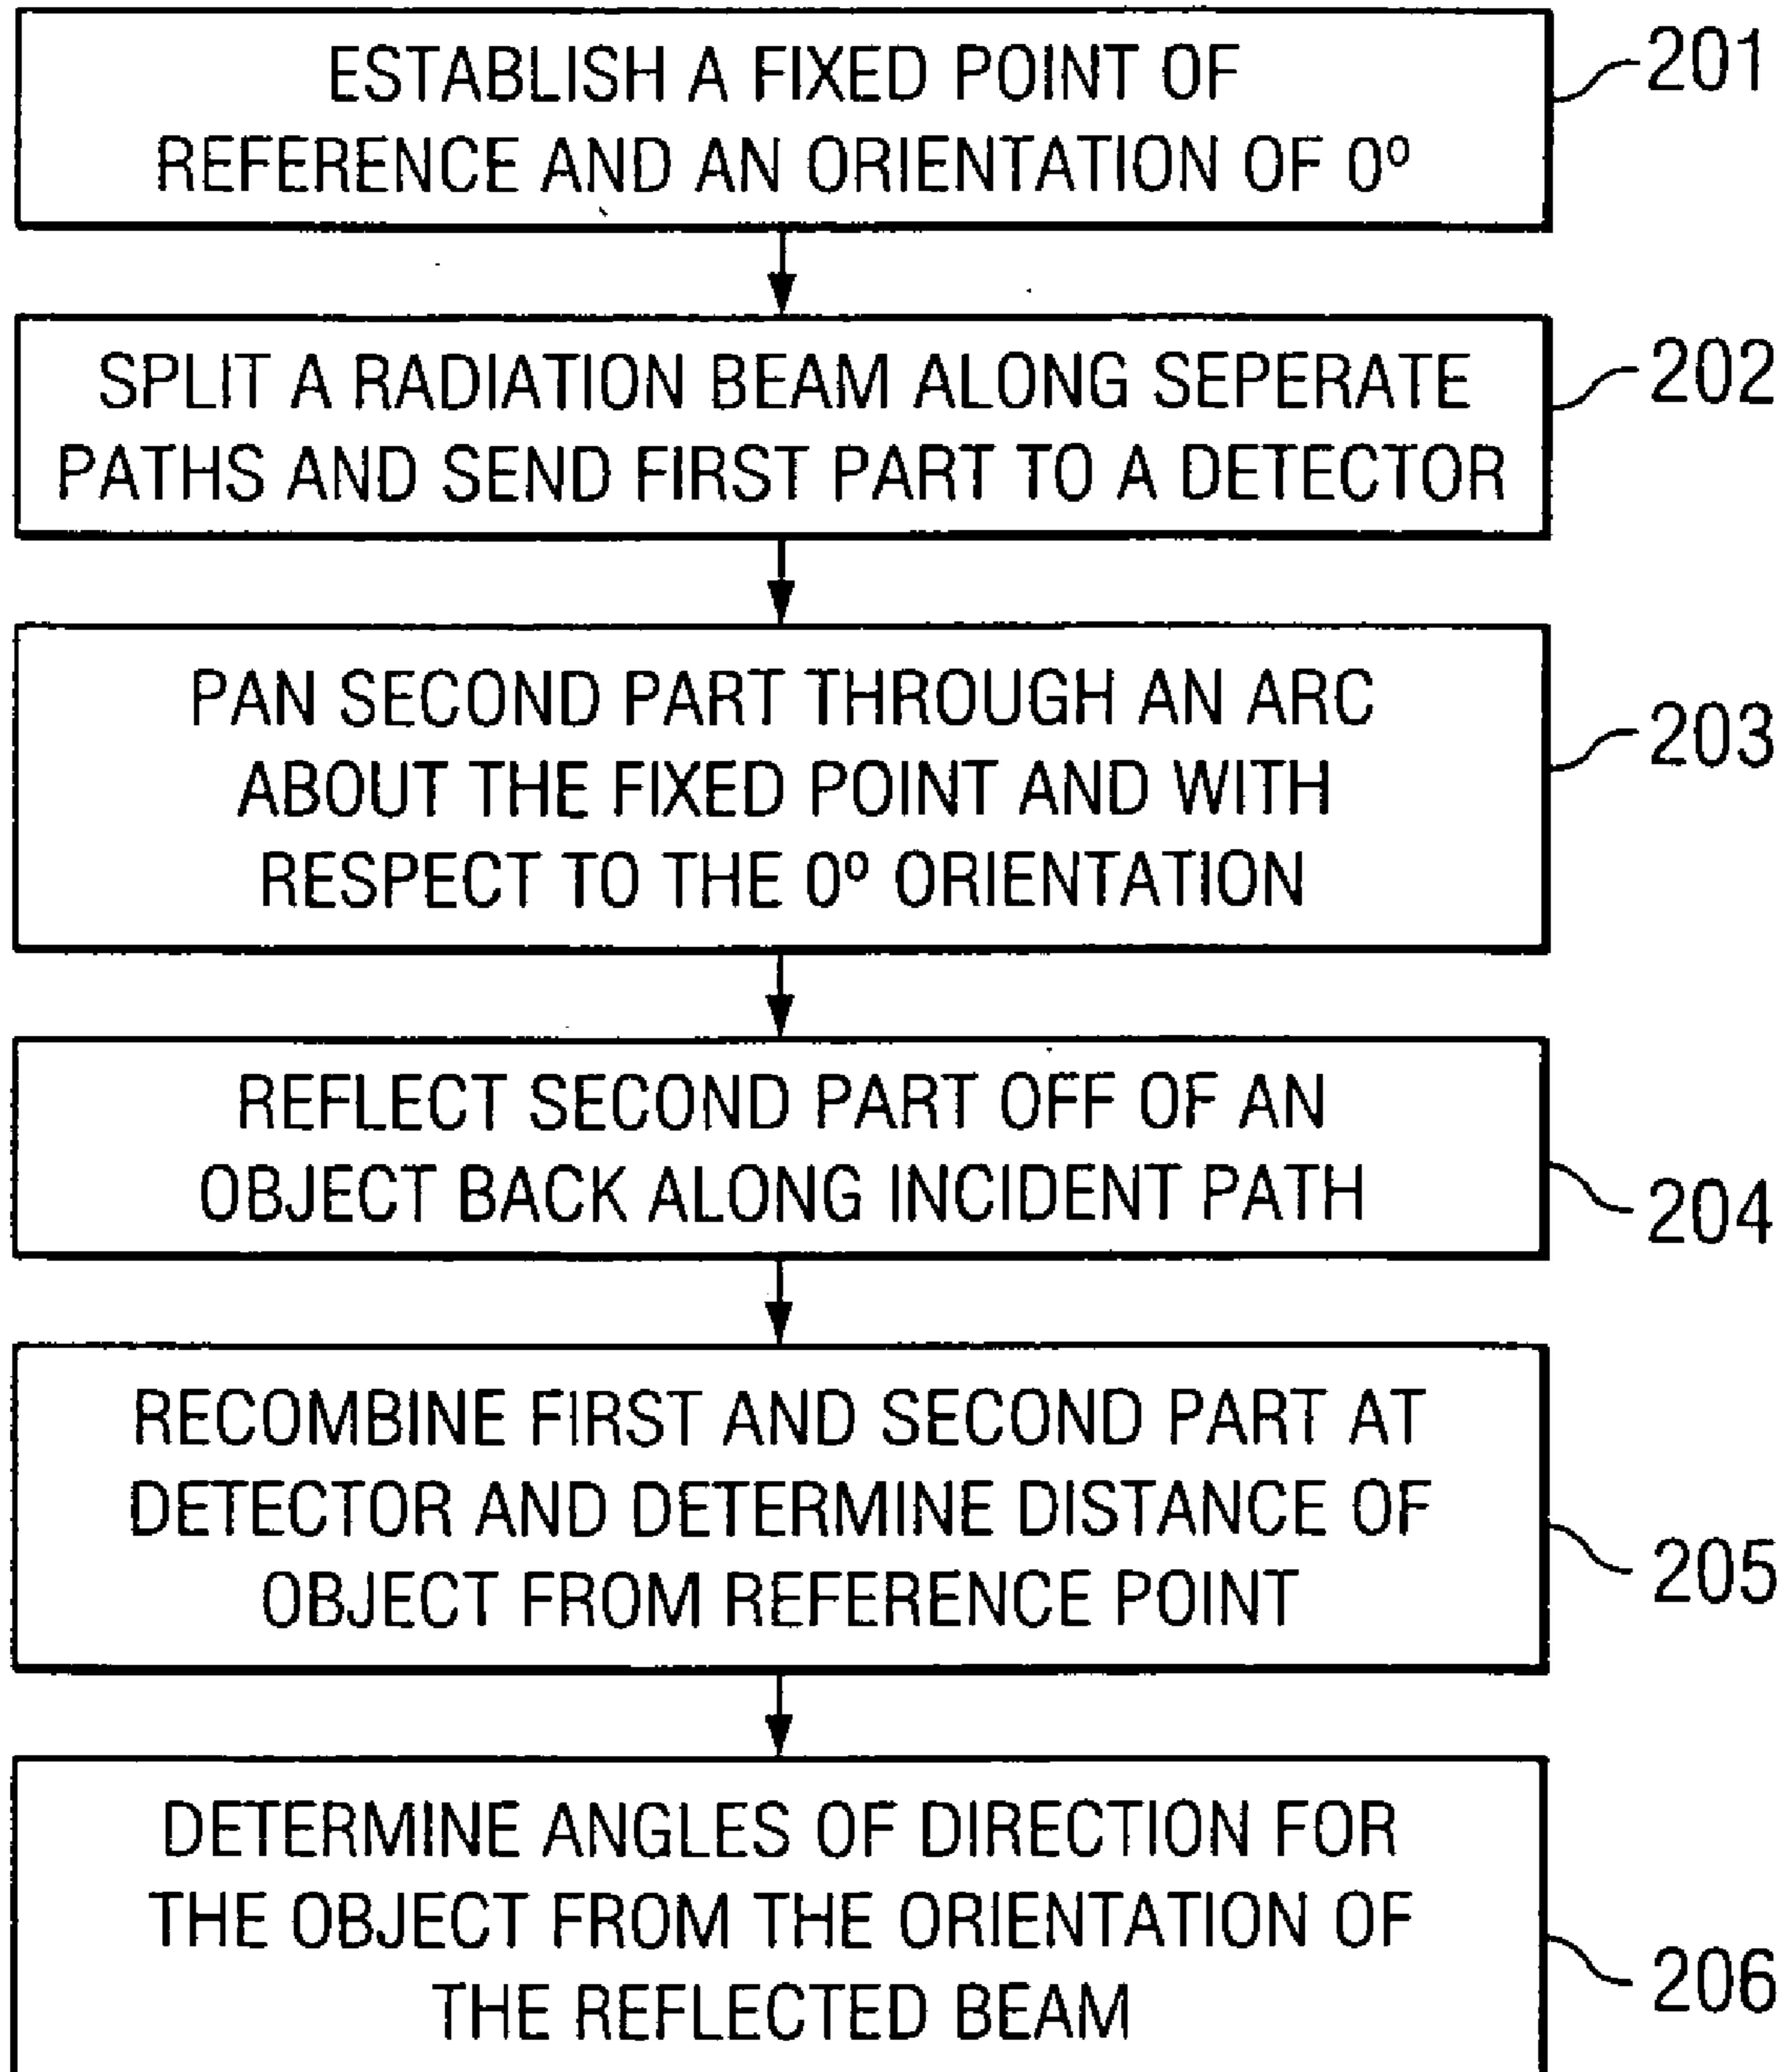 ESTABLISH A FIXED POINT OF
REFERENCE AND AN ORIENTATION OF 0º
201
SPLIT A RADIATION BEAM ALONG SEPERATE
PATHS AND SEND FIRST PART TO A DETECTOR
202
PAN SECOND PART THROUGH AN ARC
ABOUT THE FIXED POINT AND WITH
RESPECT TO THE 0º ORIENTATION
203
REFLECT SECOND PART OFF OF AN
OBJECT BACK ALONG INCIDENT PATH
204
RECOMBINE FIRST AND SECOND PART AT
DETECTOR AND DETERMINE DISTANCE OF
OBJECT FROM REFERENCE POINT
205
DETERMINE ANGLES OF DIRECTION FOR
THE OBJECT FROM THE ORIENTATION OF
THE REFLECTED BEAM
206